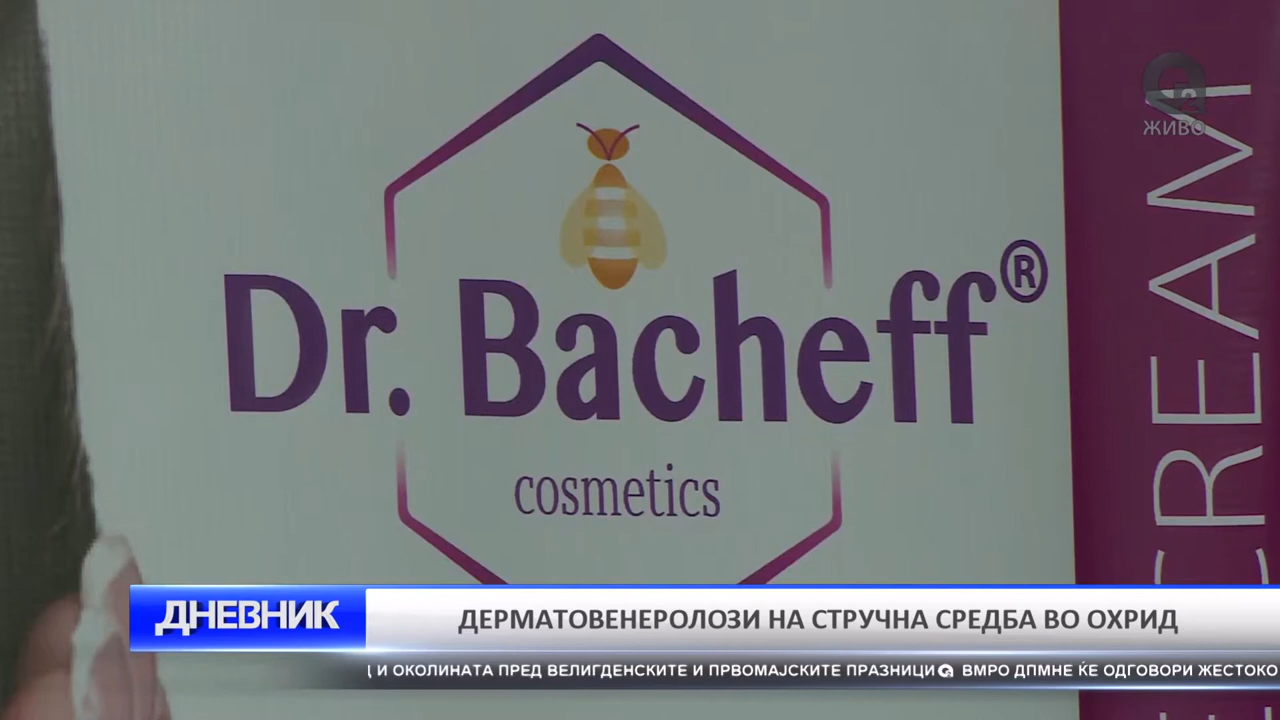 ЖИВО
Dr. Bacheff®
cosmetics
CREAM
ДНЕВНИК
ДЕРМАТОВЕНЕРОЛОЗИ НА СТРУЧНА СРЕДБА ВО ОХРИД
И ОКОЛИНАТА ПРЕД ВЕЛИГДЕНСКИТЕ И ПРВОМАЈСКИТЕ ПРАЗНИЦИ ВМРО ДПМНЕ ЌЕ ОДГОВОРИ ЖЕСТОКО